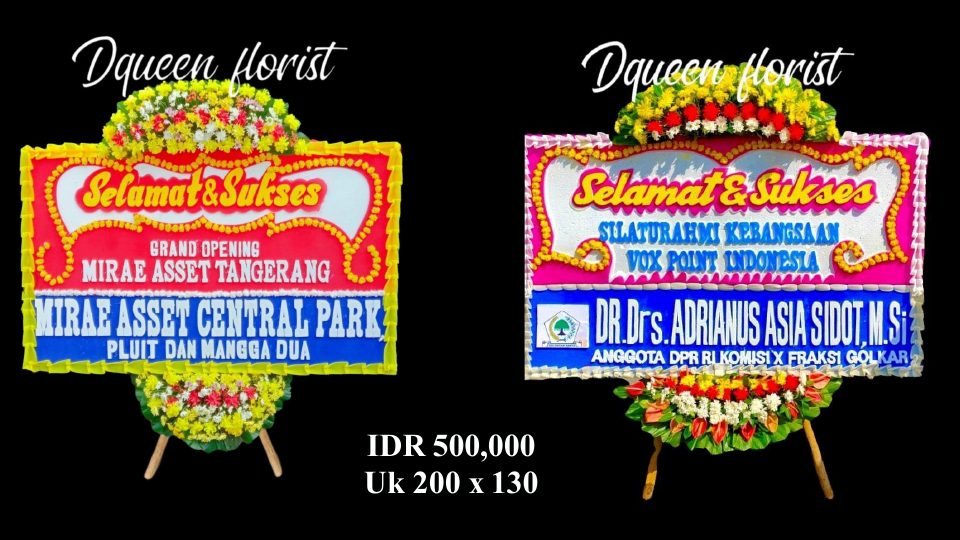 Dqueen florist
Selamat & Sukses
GRAND OPENING
MIRAE ASSET TANGERANG
MIRAE ASSET CENTRAL PARK
PLUIT DAN MANGGA DUA
Dqueen florist
Selamat & Sukses
SILATURAHMI KEBANGSAAN
VOX POINT INDONESIA
DR.Drs. ADRIANUS ASIA SIDOT, M.Si
ANGGOTA DPR RI KOMISI X FRAKSI GOLKAR
IDR 500,000
Uk 200 x 130